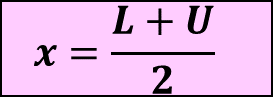 x = (L + U) / 2